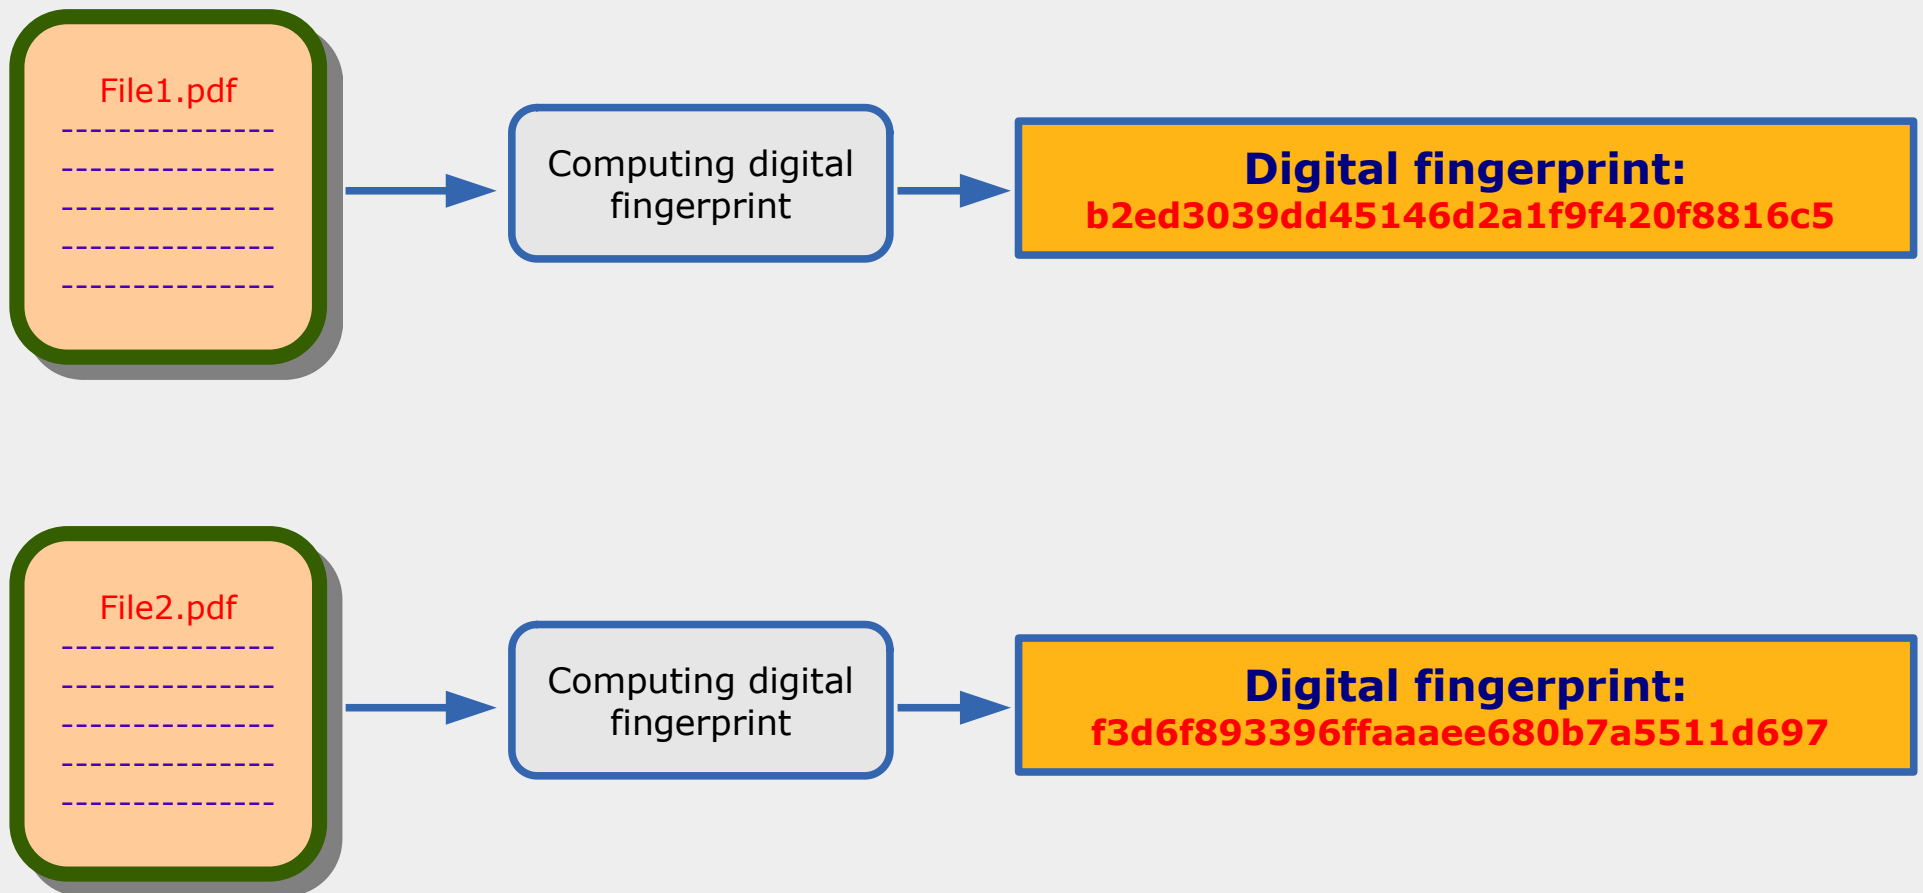 File1.pdf
---------------
---------------
---------------
---------------
---------------
Computing digital
fingerprint
Digital fingerprint:
b2ed3039dd45146d2a1f9f420f8816c5
File2.pdf
---------------
---------------
---------------
---------------
---------------
Computing digital
fingerprint
Digital fingerprint:
f3d6f893396ffaaaee680b7a5511d697